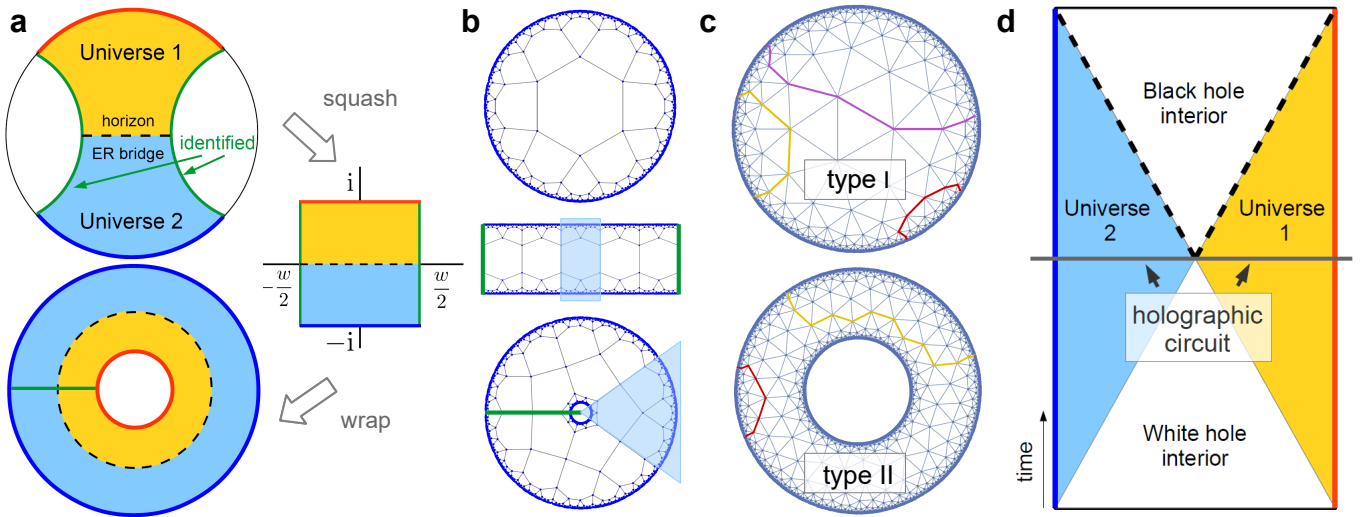 a
Universe 1
horizon
ER bridge
identified
Universe 2
squash
i
-w/2
w/2
-i
wrap
b
c
type I
type II
d
Black hole
interior
Universe
2
Universe
1
holographic
circuit
White hole
interior
time